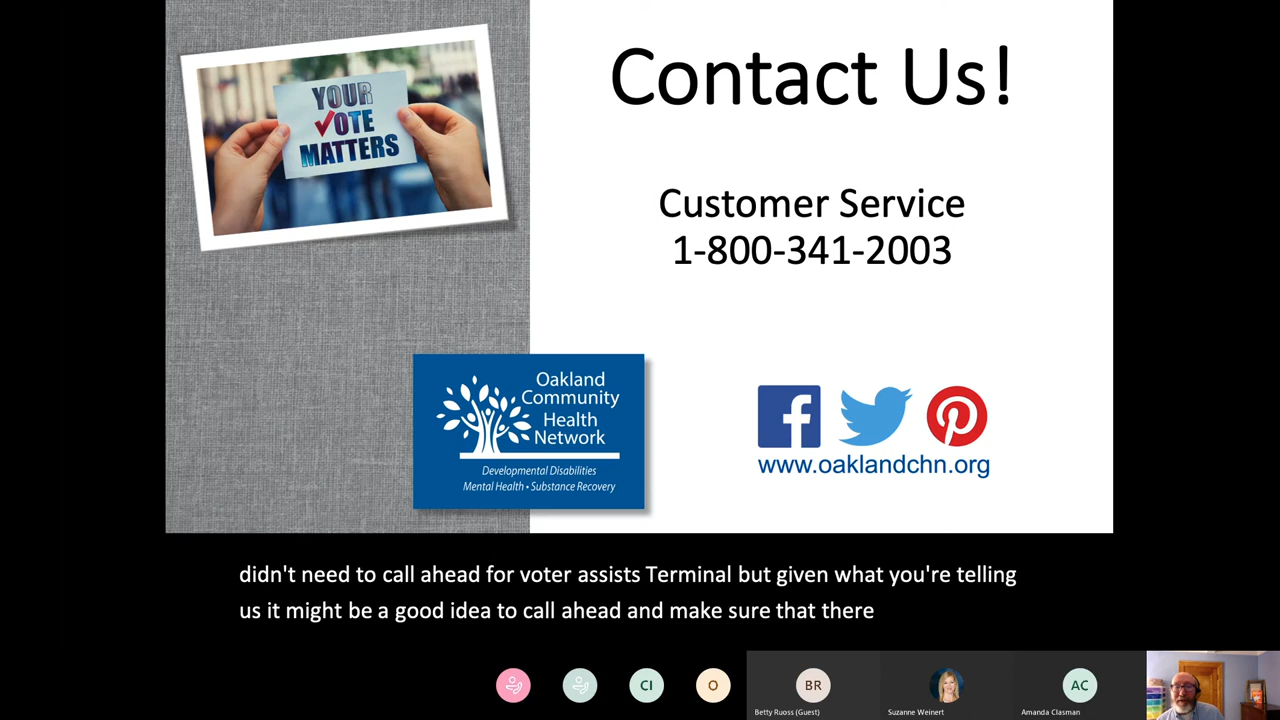 YOUR
VOTE
MATTERS
Contact Us!
Customer Service
1-800-341-2003
Oakland
Community
Health
Network
Developmental Disabilities
Mental Health • Substance Recovery
www.oaklandchn.org
didn't need to call ahead for voter assists Terminal but given what you're telling
us it might be a good idea to call ahead and make sure that there
CI
O
BR
Betty Ruoss (Guest)
Suzanne Weinert
AC
Amanda Clasman